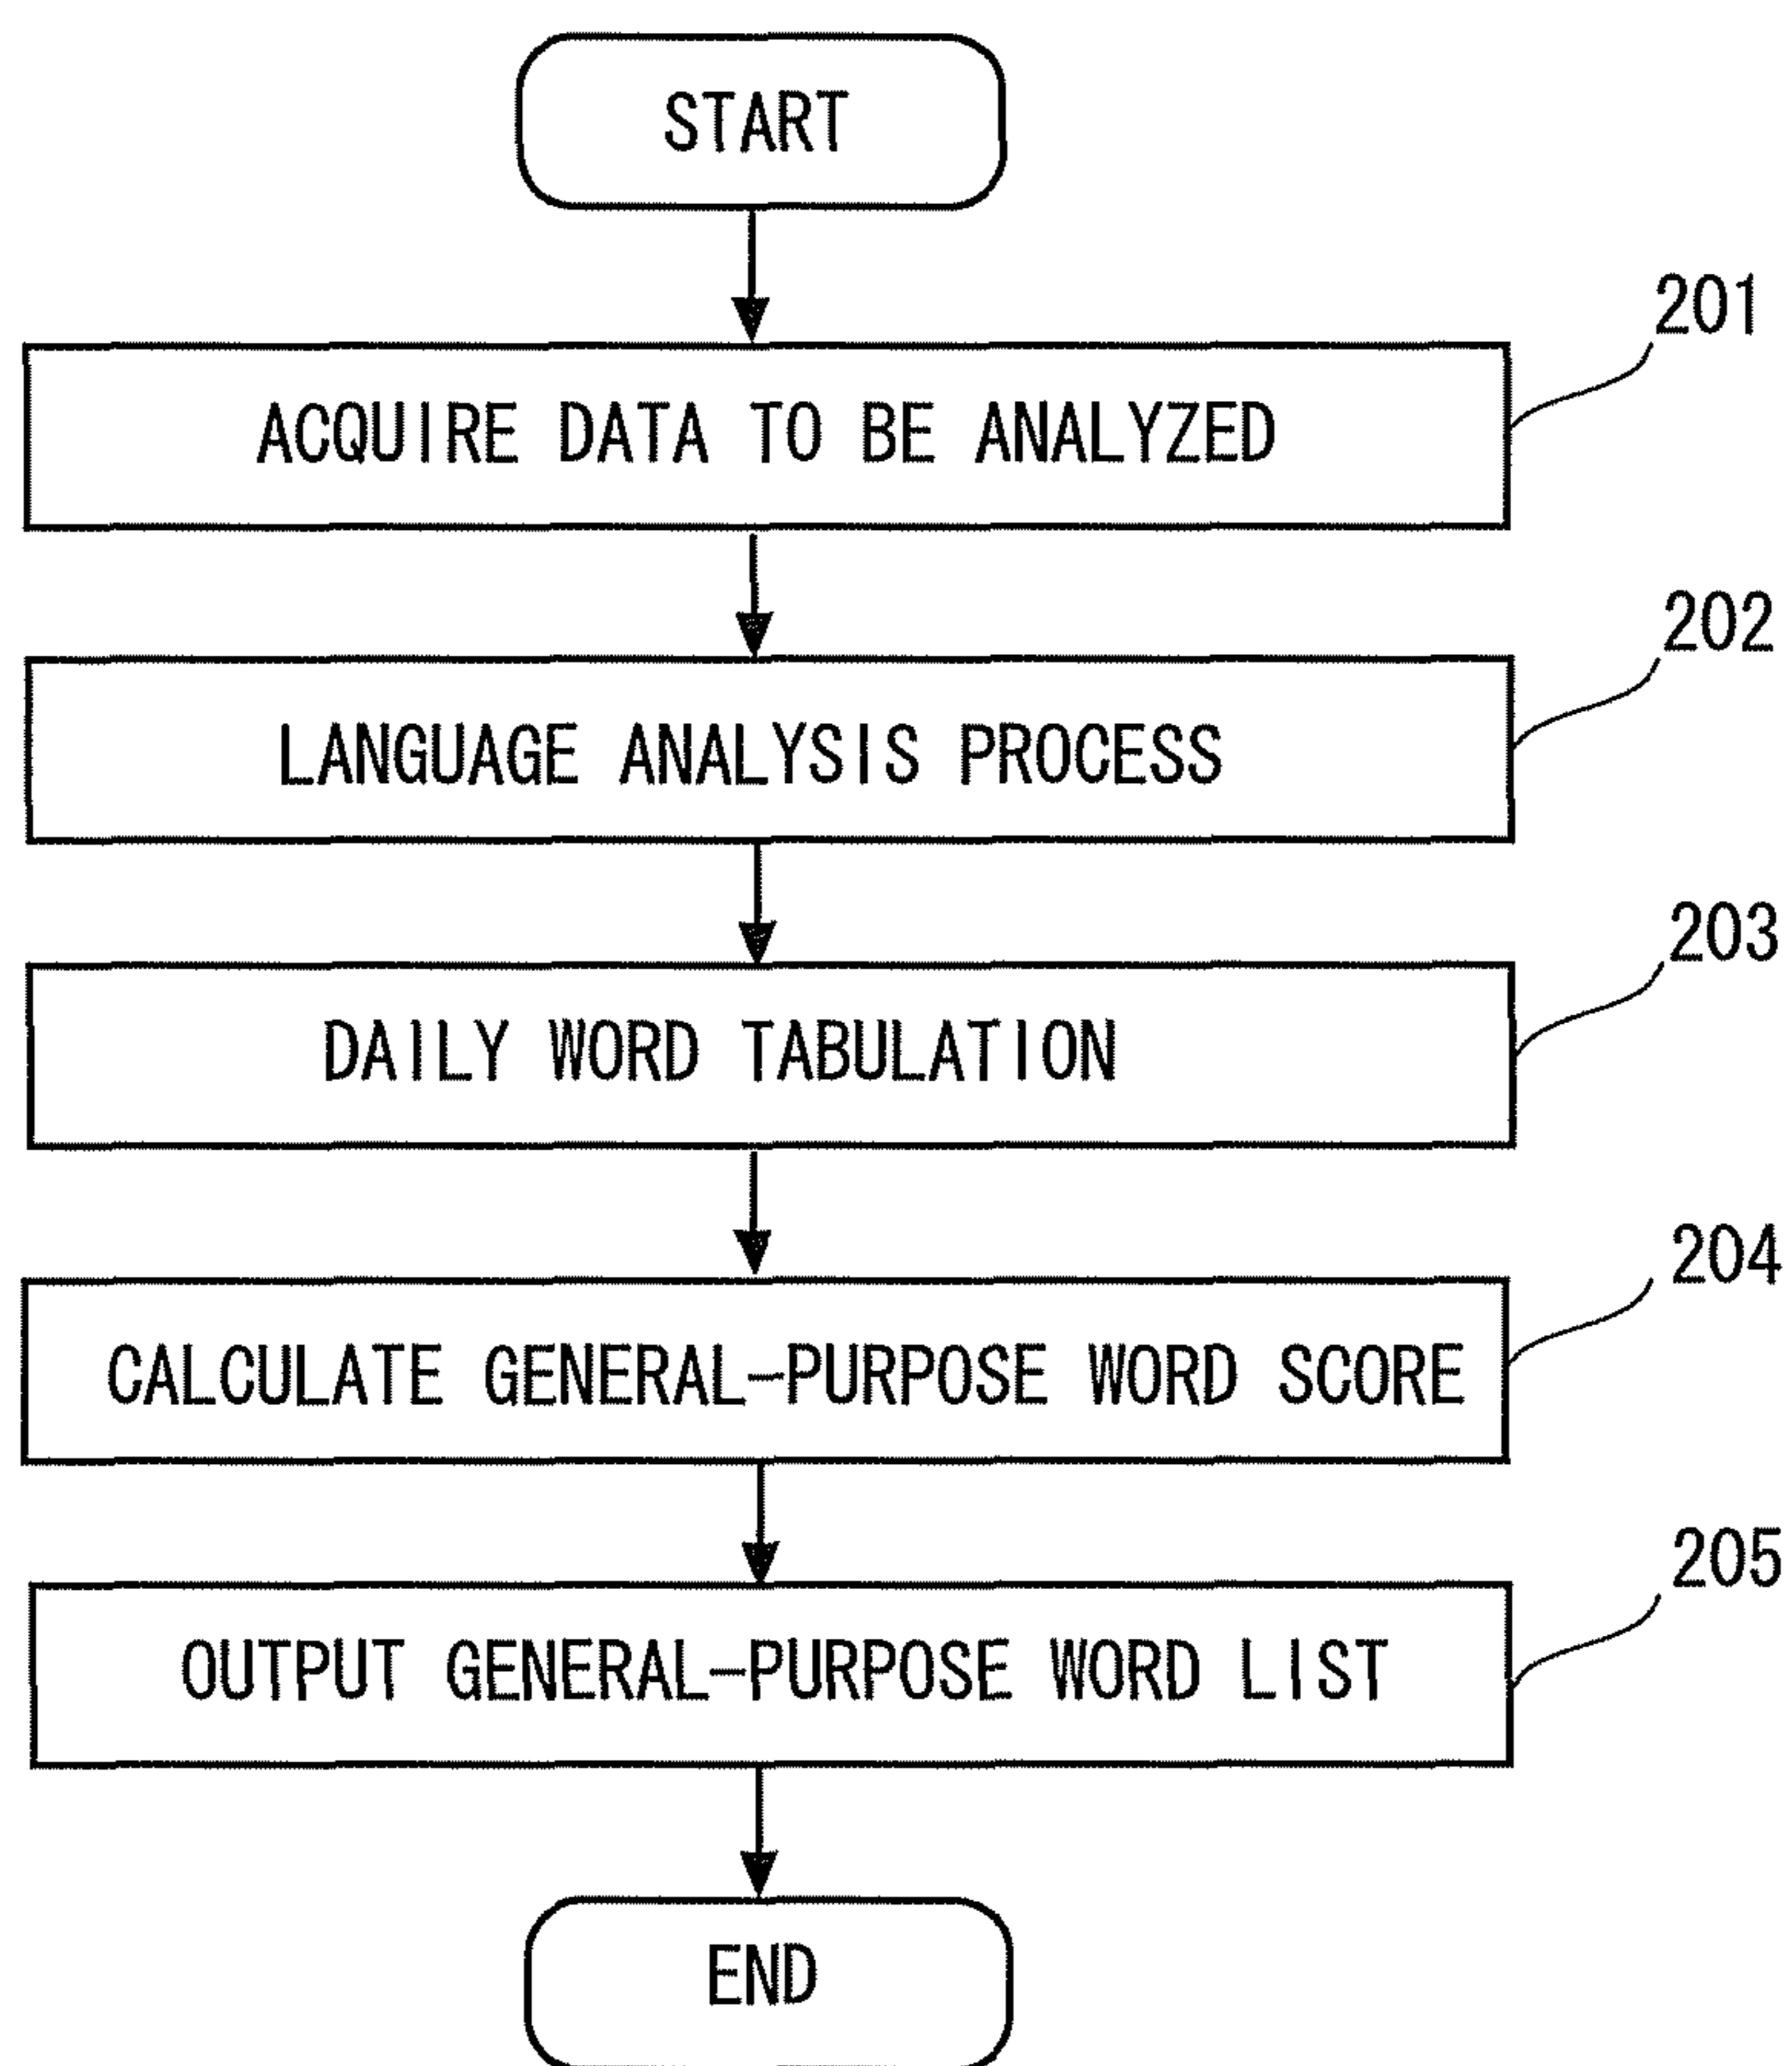 START
201
ACQUIRE DATA TO BE ANALYZED
202
LANGUAGE ANALYSIS PROCESS
203
DAILY WORD TABULATION
204
CALCULATE GENERAL-PURPOSE WORD SCORE
205
OUTPUT GENERAL-PURPOSE WORD LIST
END